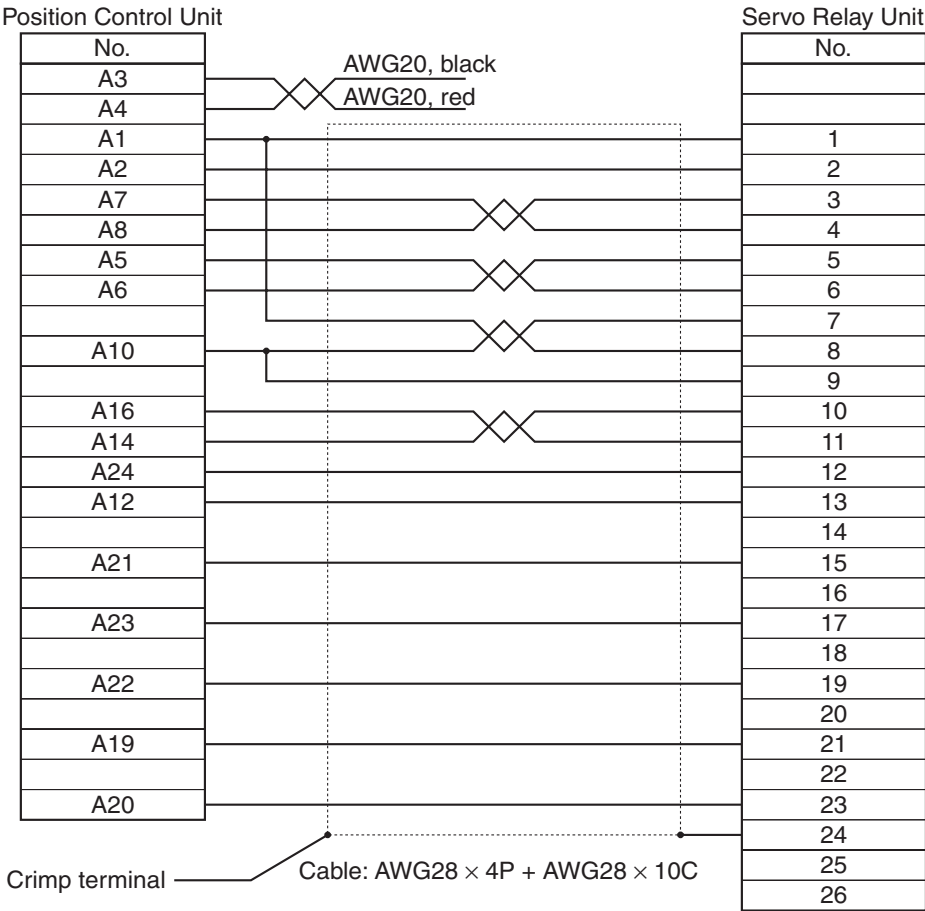 Position Control Unit Servo Relay Unit
No. No.
A3 AWG20, black
A4 AWG20, red
A1 1
A2 2
A7 3
A8 4
A5 5
A6 6
7
A10 8
9
A16 10
A14 11
A24 12
A12 13
14
A21 15
16
A23 17
18
A22 19
20
A19 21
22
A20 23
24
Crimp terminal Cable: AWG28 × 4P + AWG28 × 10C 25
26